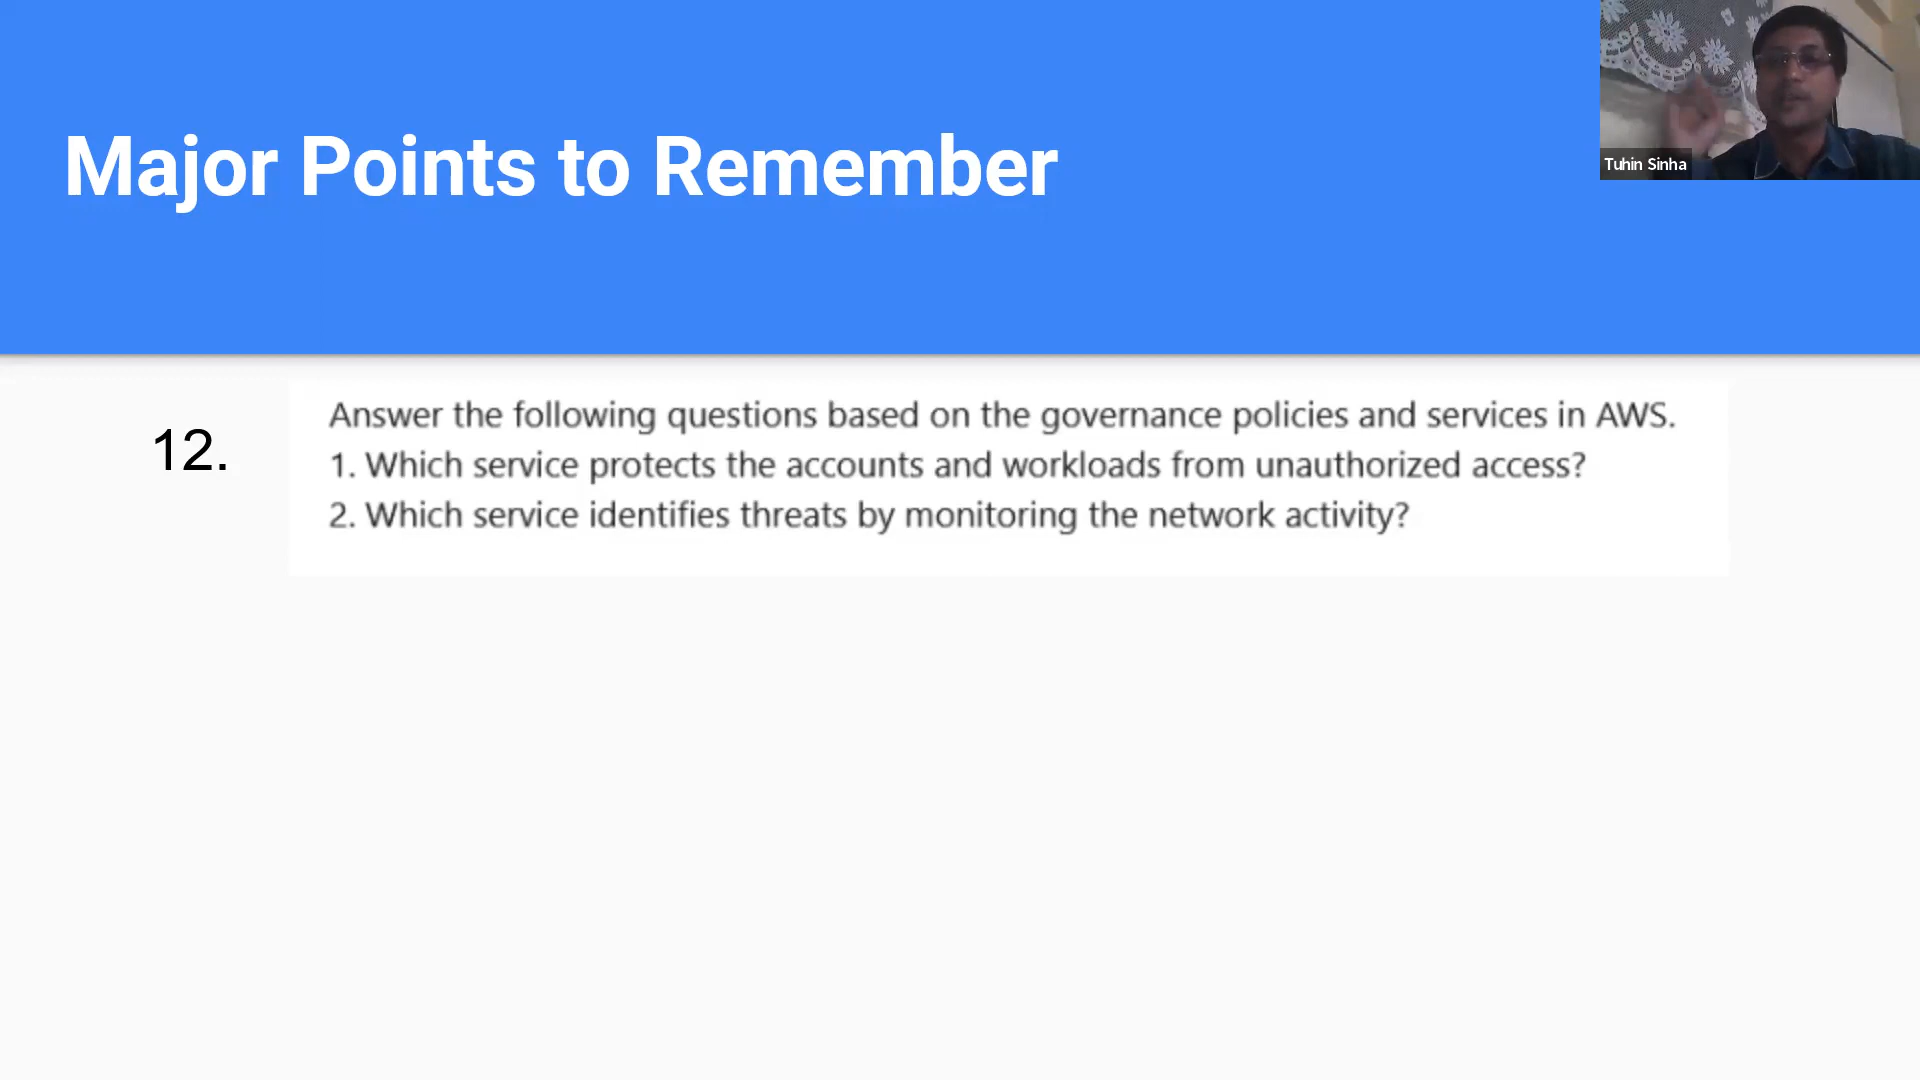 Major Points to Remember
Tuhin Sinha
12.
Answer the following questions based on the governance policies and services in AWS.
1. Which service protects the accounts and workloads from unauthorized access?
2. Which service identifies threats by monitoring the network activity?